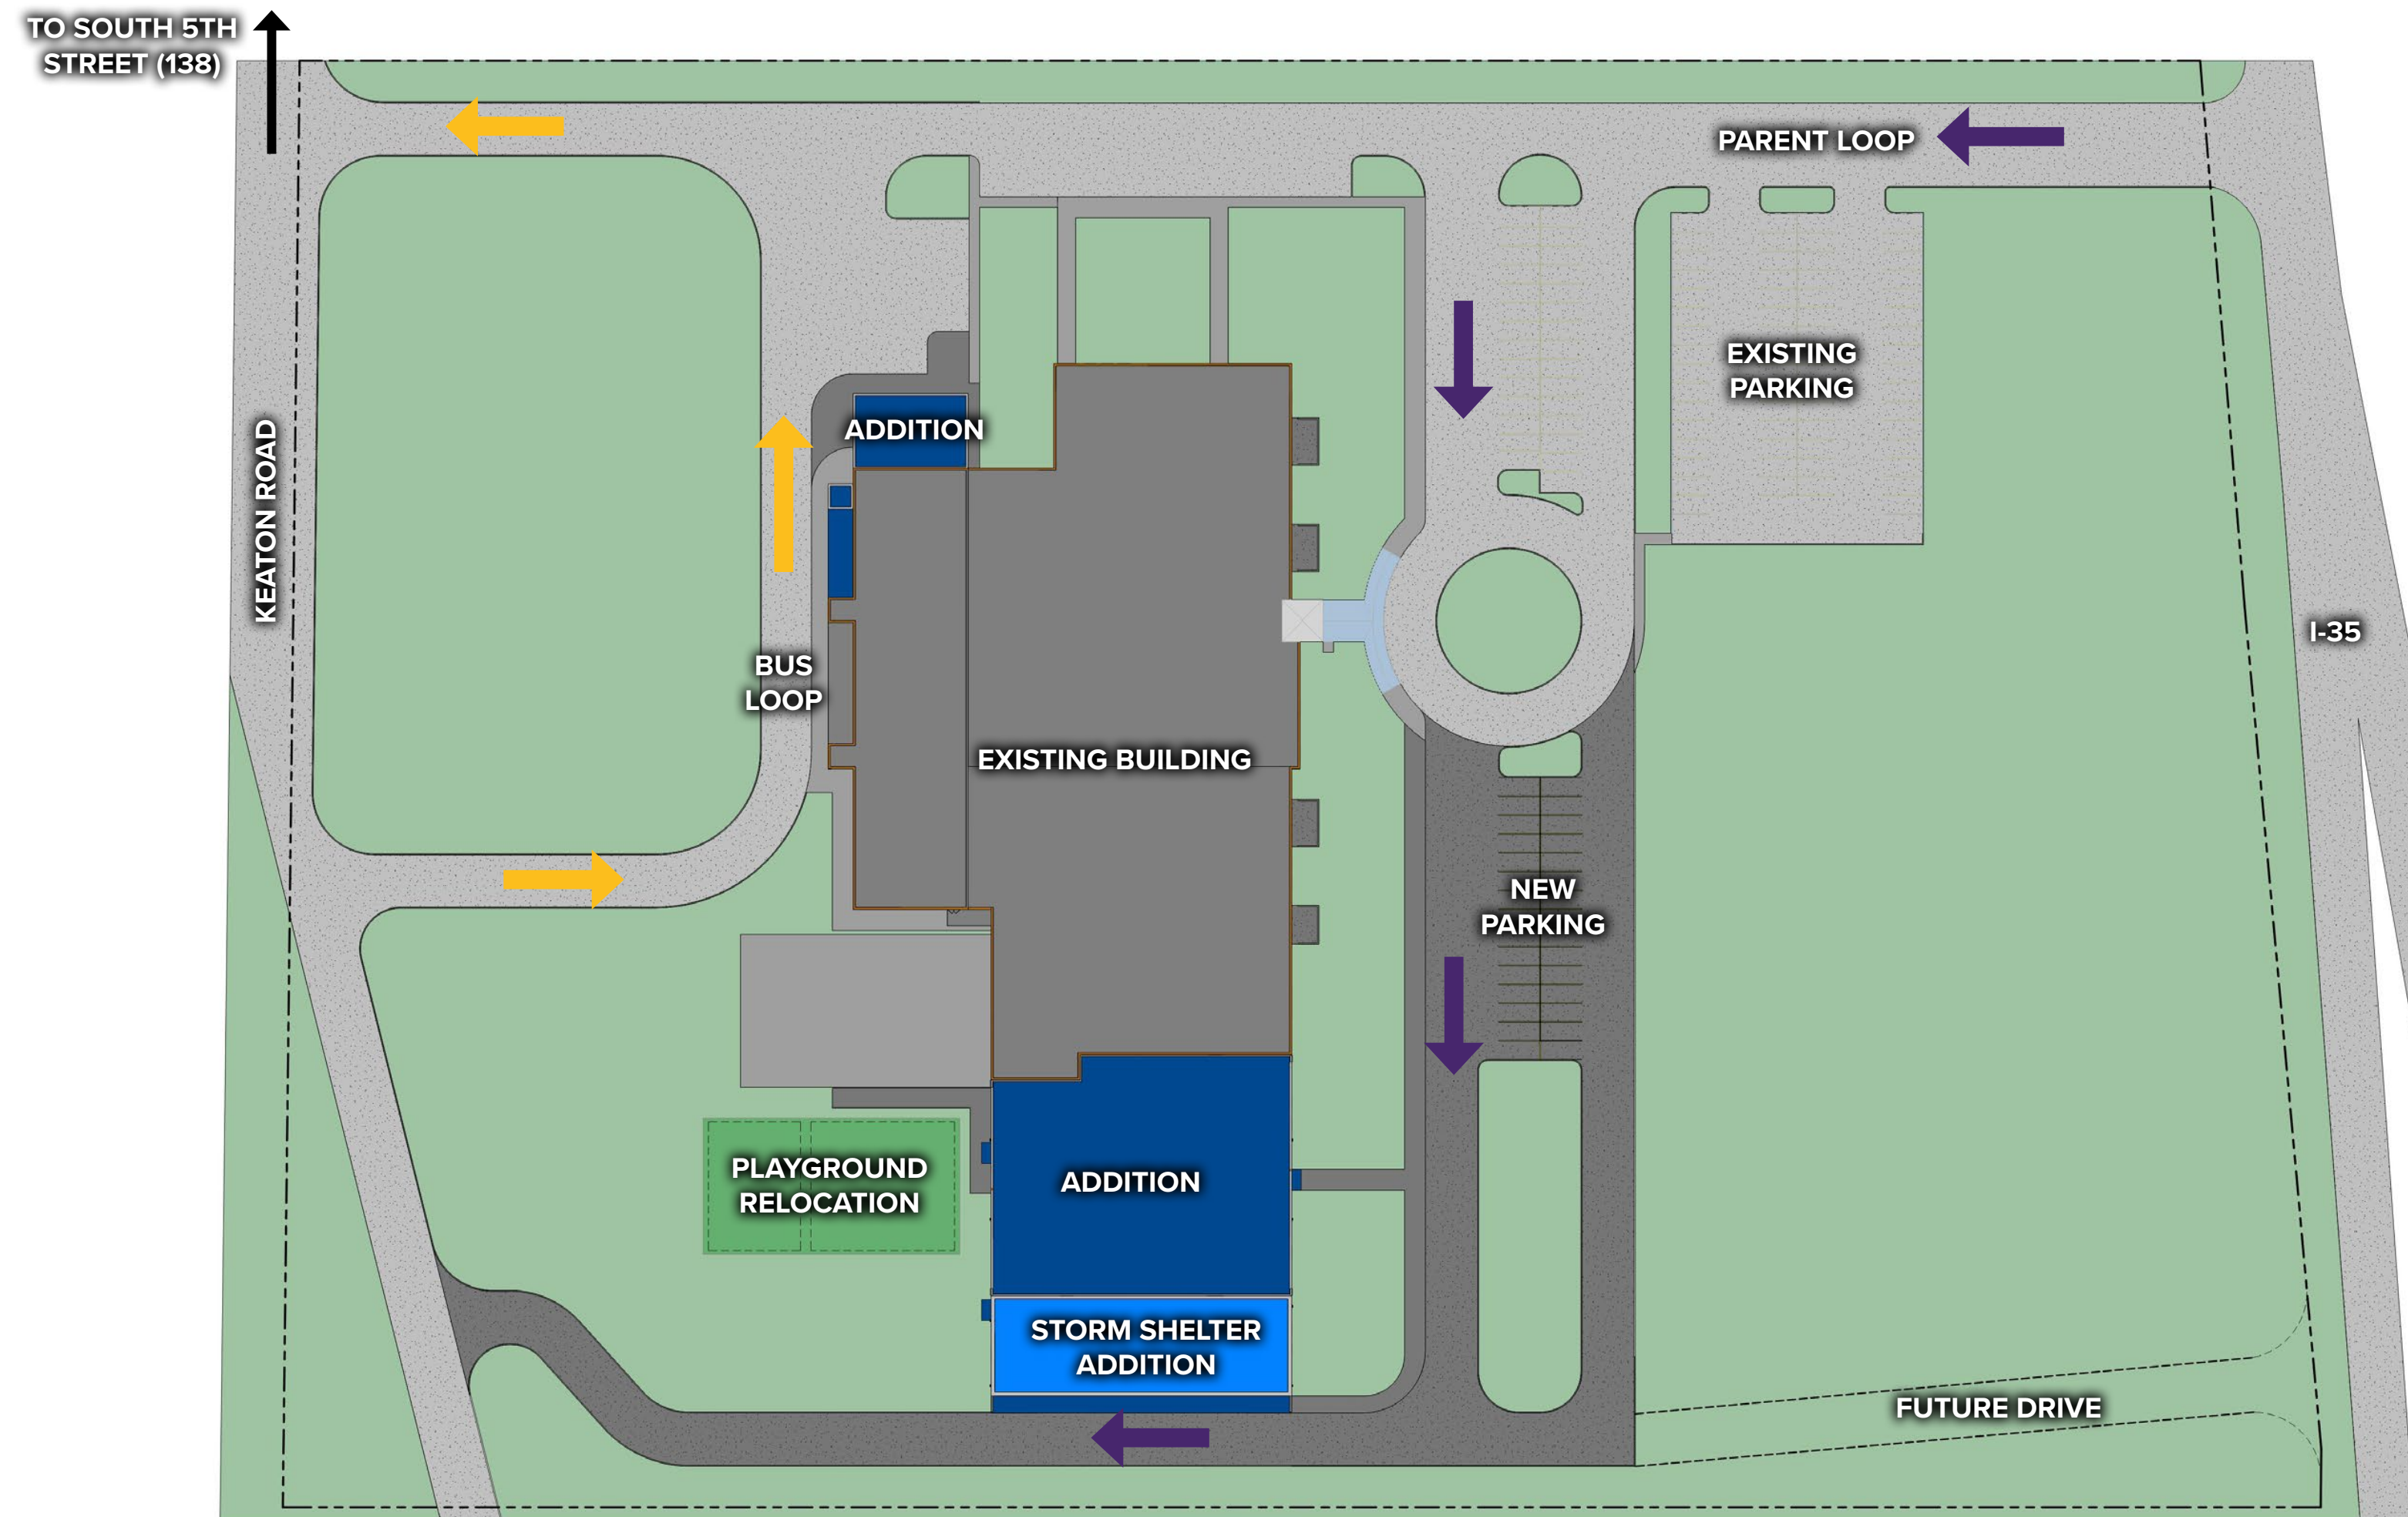 TO SOUTH 5TH
STREET (138)
PARENT LOOP
EXISTING
PARKING
ADDITION
KEATON ROAD
I-35
BUS
LOOP
EXISTING BUILDING
NEW
PARKING
PLAYGROUND
RELOCATION
ADDITION
STORM SHELTER
ADDITION
FUTURE DRIVE